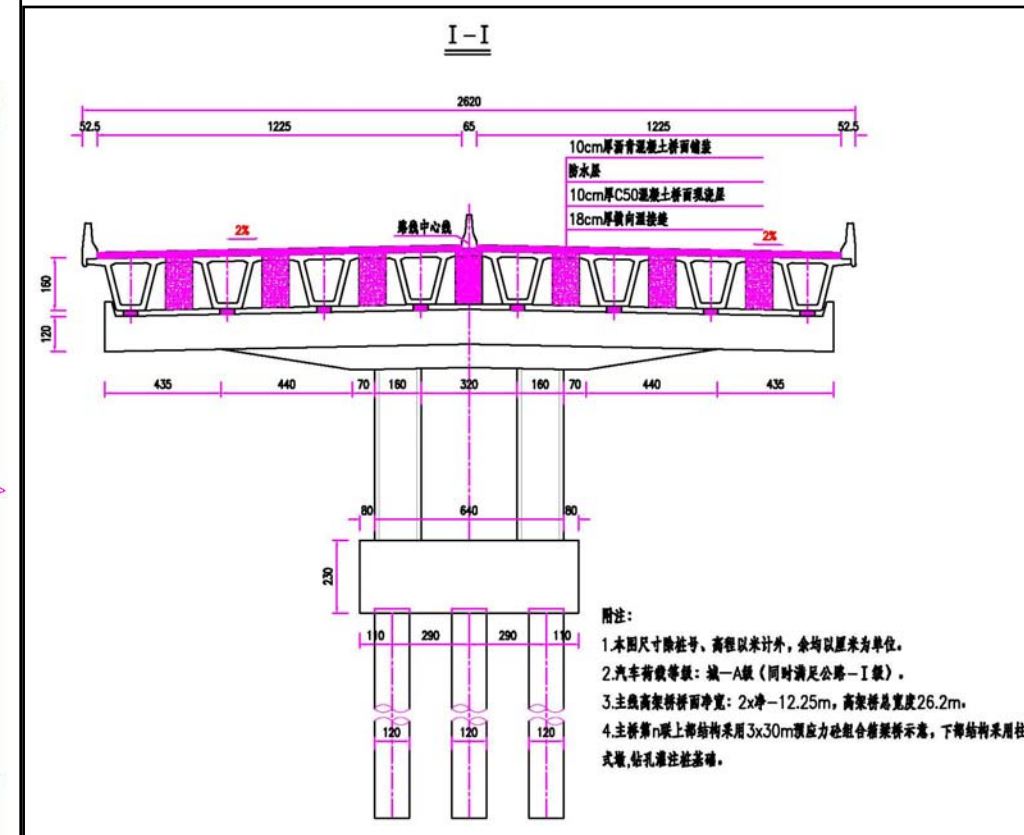 I-I
2620
52.5 1225 65 1225 52.5
10cm厚沥青混凝土桥面铺装
防水层
10cm厚C50混凝土桥面现浇层
18cm厚横向湿接缝
路线中心线
2% 2%
160
120
435 440 70 160 320 160 70 440 435
80 640 80
230
110 290 290 110
120 120 120
附注:
1.本图尺寸除桩号、高程以米计外，余均以厘米为单位。
2.汽车荷载等级：城—A级（同时满足公路-I级）。
3.主线高架桥桥面净宽：2x净-12.25m，高架桥总宽度26.2m。
4.主桥第n联上部结构采用3x30m预应力砼组合箱梁桥示意，下部结构采用柱
式墩,钻孔灌注桩基础。